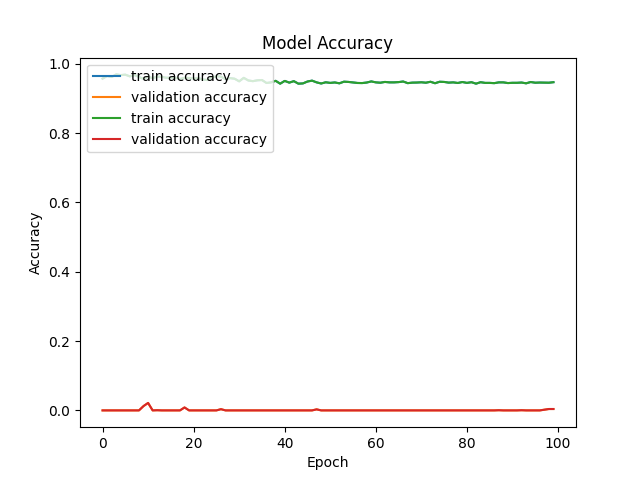 Model Accuracy
train accuracy
validation accuracy
train accuracy
validation accuracy
1.0
0.8
0.6
0.4
0.2
0.0
Accuracy
0 20 40 60 80 100
Epoch